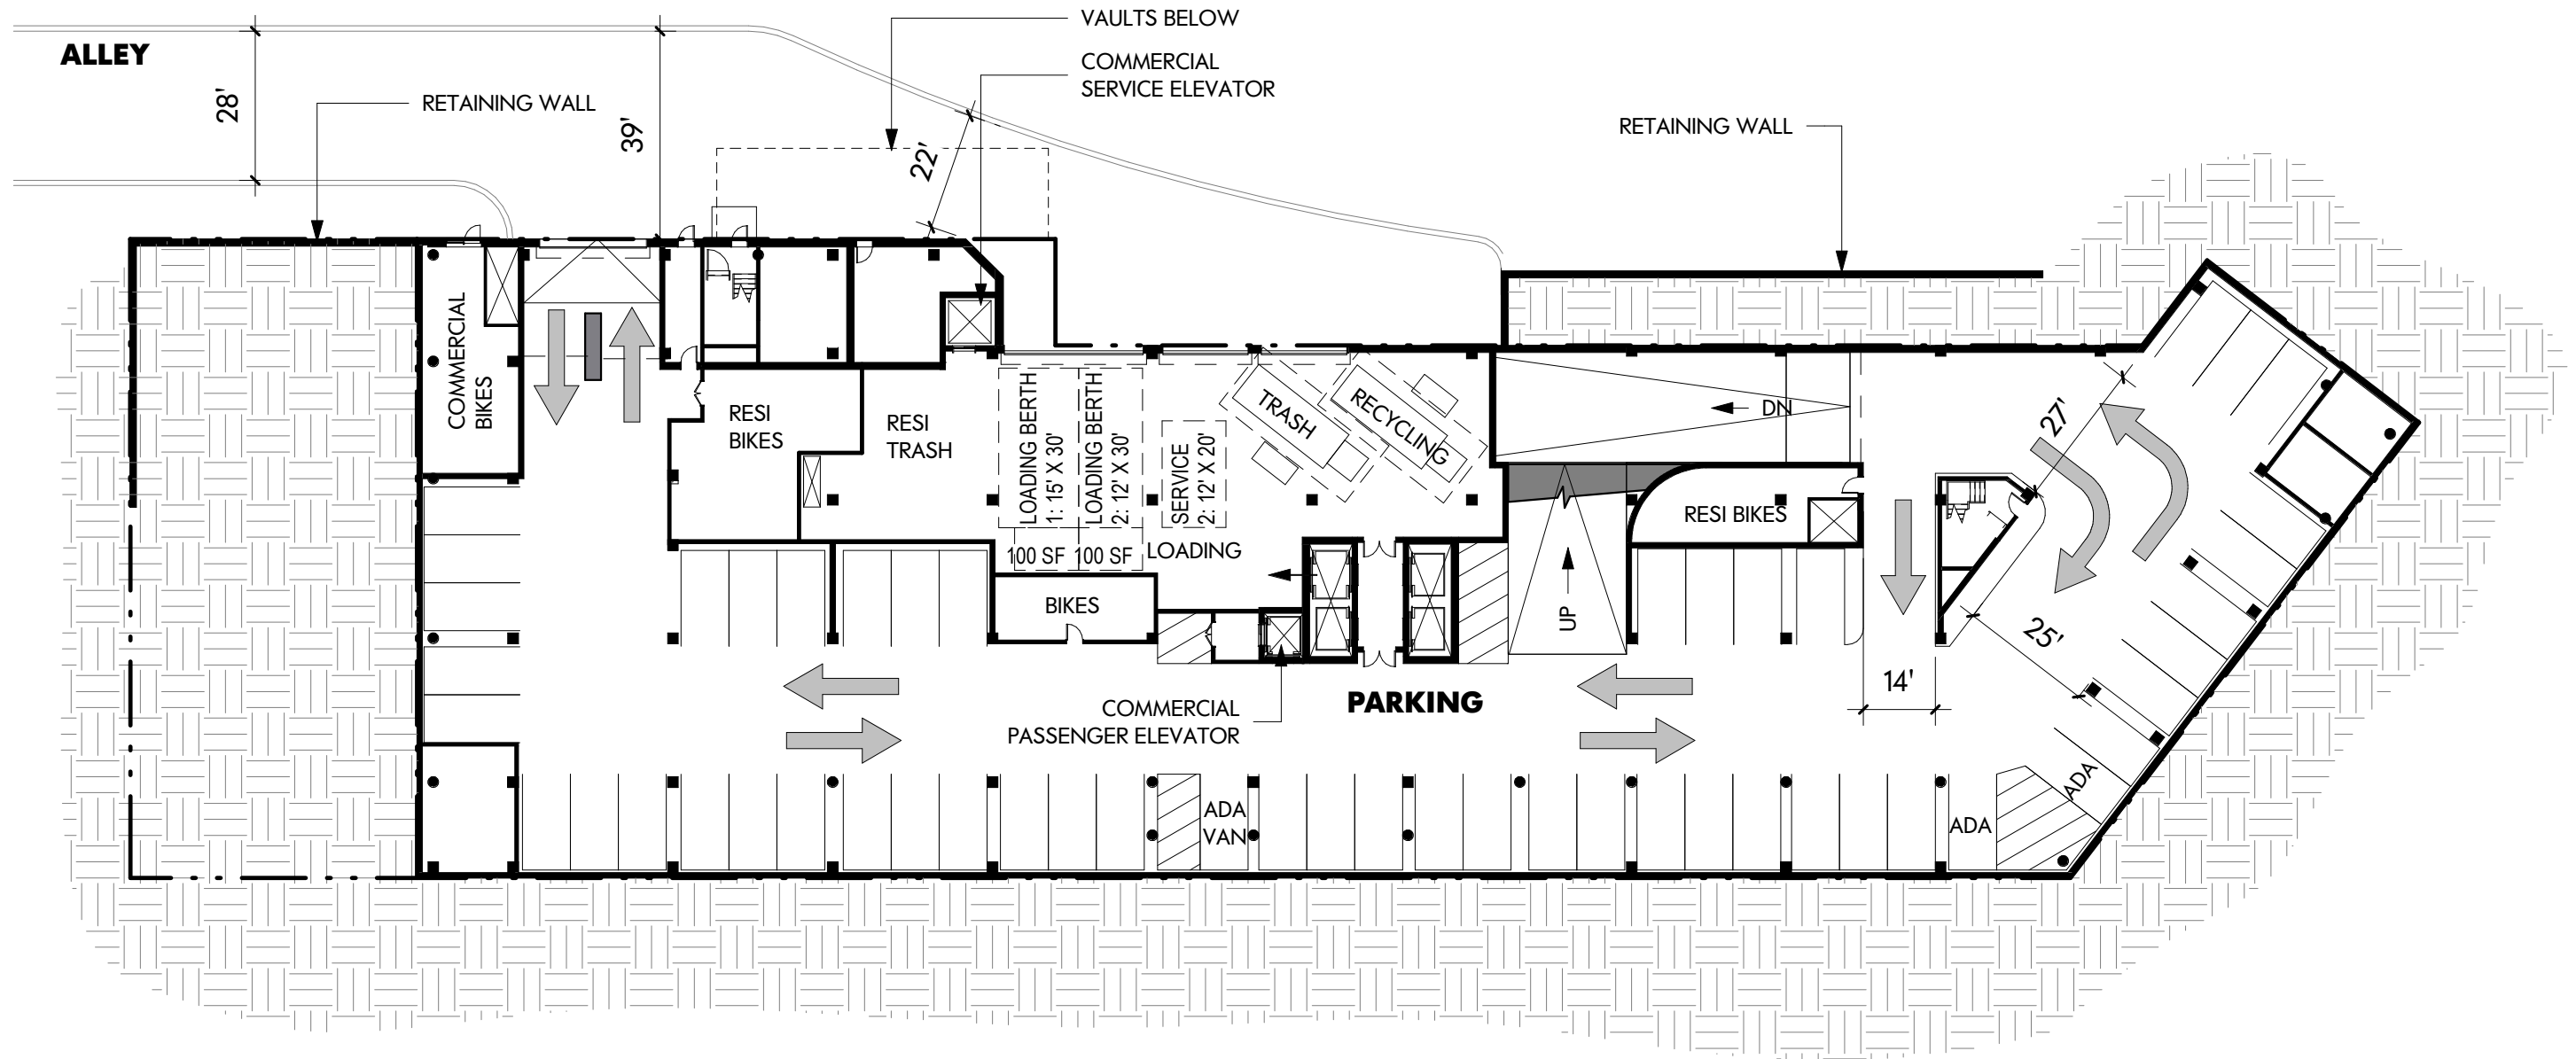 VAULTS BELOW
ALLEY
COMMERCIAL
SERVICE ELEVATOR
28'
RETAINING WALL
39'
22'
RETAINING WALL
COMMERCIAL
BIKES
RESI
BIKES
RESI
TRASH
LOADING BERTH
1: 15' X 30'
LOADING BERTH
2: 12' X 30'
SERVICE
2: 12' X 20'
TRASH
RECYCLING
DN
27'
RESI BIKES
100 SF
100 SF
LOADING
BIKES
UP
25'
14'
COMMERCIAL
PASSENGER ELEVATOR
PARKING
ADA
VAN
ADA
ADA